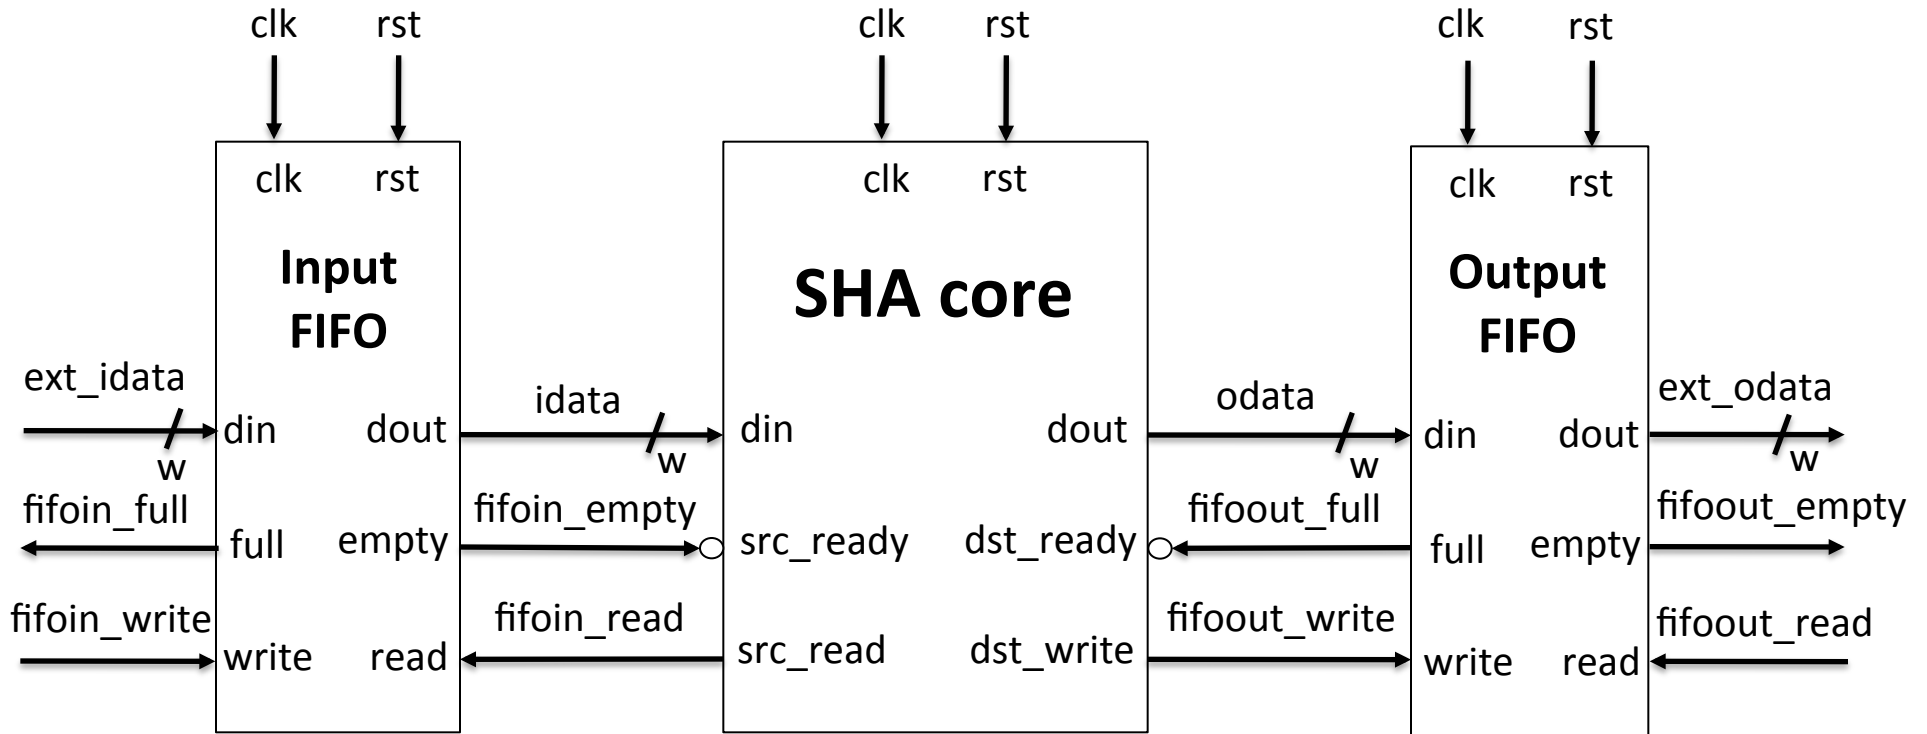 clk rst clk rst clk rst
clk rst clk rst clk rst
Input
FIFO
SHA core
Output
FIFO
ext_idata idata odata ext_odata
din dout din dout din dout
w w w w
fifoin_full fifoin_empty fifoout_full fifoout_empty
full empty src_ready dst_ready full empty
fifoin_write fifoin_read fifoout_write fifoout_read
write read src_read dst_write write read